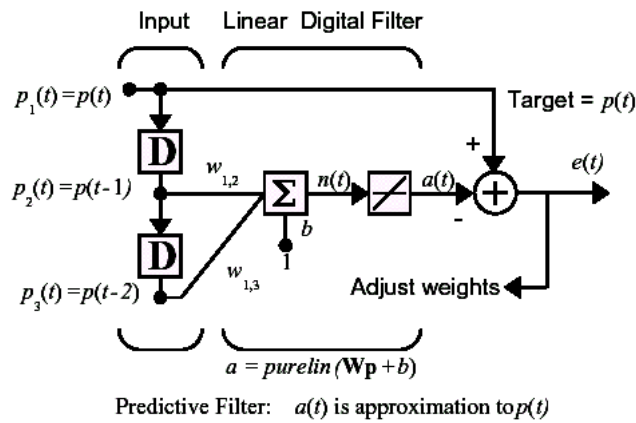 Input Linear Digital Filter
p1(t)=p(t)
Target = p(t)
+
D
e(t)
p2(t)=p(t-1)
w1,2
Σ
n(t)
a(t)
+
-
b
1
D
w1,3
p3(t)=p(t-2)
Adjust weights
a = purelin (Wp +b)
Predictive Filter: a(t) is approximation to p(t)